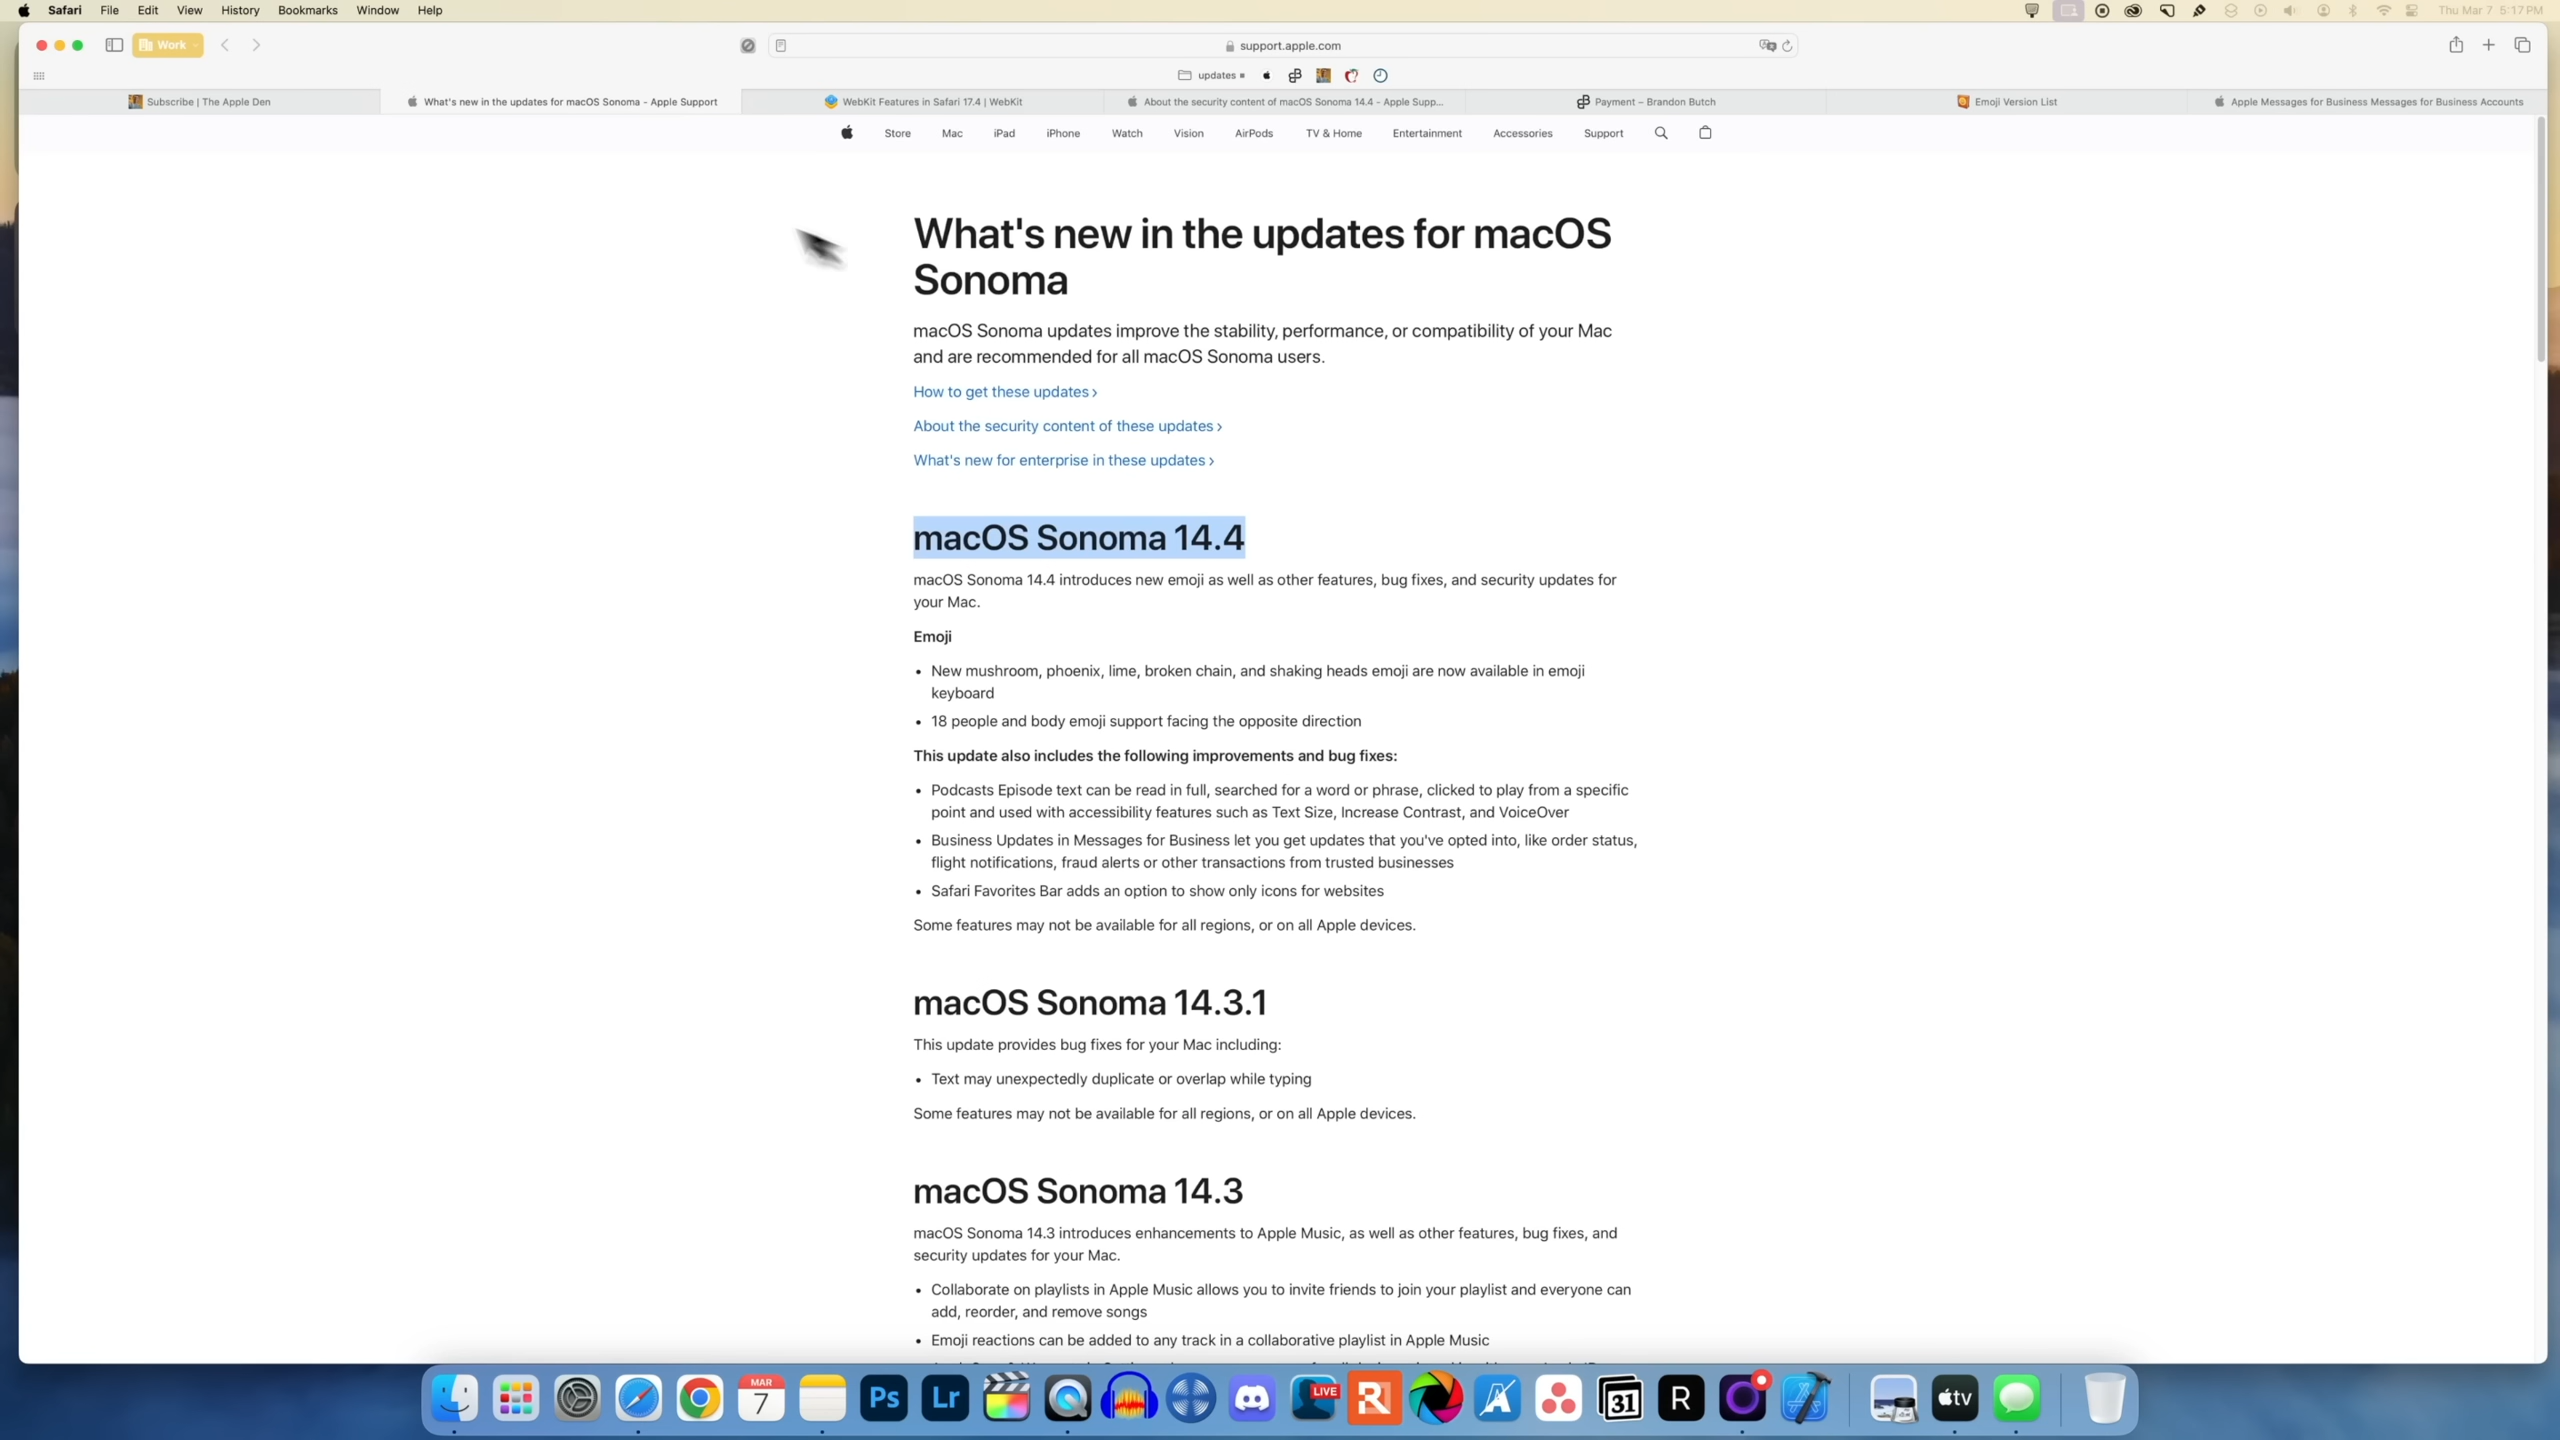 Safari File Edit View History Bookmarks Window Help
Thu Mar 7 5:17 PM
Work
support.apple.com
updates
Subscribe | The Apple Den
What's new in the updates for macOS Sonoma - Apple Support
WebKit Features in Safari 17.4 | WebKit
About the security content of macOS Sonoma 14.4 - Apple Supp...
Payment – Brandon Butch
Emoji Version List
Apple Messages for Business Messages for Business Accounts
Store Mac iPad iPhone Watch Vision AirPods TV & Home Entertainment Accessories Support
What's new in the updates for macOS
Sonoma
macOS Sonoma updates improve the stability, performance, or compatibility of your Mac
and are recommended for all macOS Sonoma users.
How to get these updates ›
About the security content of these updates ›
What's new for enterprise in these updates ›
macOS Sonoma 14.4
macOS Sonoma 14.4 introduces new emoji as well as other features, bug fixes, and security updates for
your Mac.
Emoji
• New mushroom, phoenix, lime, broken chain, and shaking heads emoji are now available in emoji
keyboard
• 18 people and body emoji support facing the opposite direction
This update also includes the following improvements and bug fixes:
• Podcasts Episode text can be read in full, searched for a word or phrase, clicked to play from a specific
point and used with accessibility features such as Text Size, Increase Contrast, and VoiceOver
• Business Updates in Messages for Business let you get updates that you've opted into, like order status,
flight notifications, fraud alerts or other transactions from trusted businesses
• Safari Favorites Bar adds an option to show only icons for websites
Some features may not be available for all regions, or on all Apple devices.
macOS Sonoma 14.3.1
This update provides bug fixes for your Mac including:
• Text may unexpectedly duplicate or overlap while typing
Some features may not be available for all regions, or on all Apple devices.
macOS Sonoma 14.3
macOS Sonoma 14.3 introduces enhancements to Apple Music, as well as other features, bug fixes, and
security updates for your Mac.
• Collaborate on playlists in Apple Music allows you to invite friends to join your playlist and everyone can
add, reorder, and remove songs
• Emoji reactions can be added to any track in a collaborative playlist in Apple Music
MAR
7
Ps
Lr
LIVE
R
31
R
tv